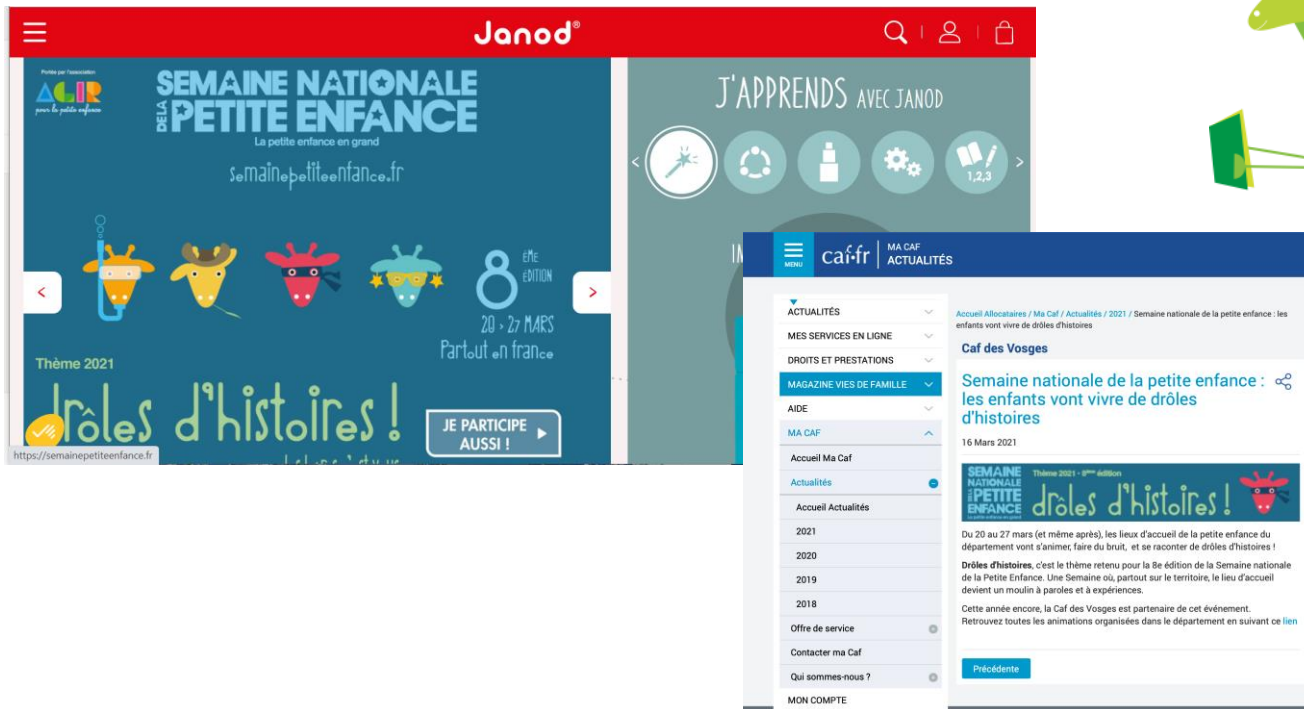 Janod®
Portée par l'association
AGIR
pour la petite enfance
SEMAINE NATIONALE
DE LA PETITE ENFANCE
La petite enfance en grand
semainepetiteenfance.fr
8 ÈME
ÉDITION
20 > 27 MARS
Partout en france
Thème 2021
drôles d'histoires !
JE PARTICIPE
AUSSI !
https://semainepetiteenfance.fr
J'APPRENDS AVEC JANOD
1,2,3
MENU
caf.fr
MA CAF
ACTUALITÉS
ACTUALITÉS
MES SERVICES EN LIGNE
DROITS ET PRESTATIONS
MAGAZINE VIES DE FAMILLE
AIDE
MA CAF
Accueil Ma Caf
Actualités
Accueil Actualités
2021
2020
2019
2018
Offre de service
Contacter ma Caf
Qui sommes-nous ?
MON COMPTE
Accueil Allocataires / Ma Caf / Actualités / 2021 / Semaine nationale de la petite enfance : les
enfants vont vivre de drôles d'histoires
Caf des Vosges
Semaine nationale de la petite enfance :
les enfants vont vivre de drôles
d'histoires
16 Mars 2021
SEMAINE
NATIONALE
DE LA PETITE
ENFANCE
La petite enfance en grand
Thème 2021 - 8ème édition
drôles d'histoires !
Du 20 au 27 mars (et même après), les lieux d'accueil de la petite enfance du
département vont s'animer, faire du bruit, et se raconter de drôles d'histoires !
Drôles d'histoires, c'est le thème retenu pour la 8e édition de la Semaine nationale
de la Petite Enfance. Une Semaine où, partout sur le territoire, le lieu d'accueil
devient un moulin à paroles et à expériences.
Cette année encore, la Caf des Vosges est partenaire de cet événement.
Retrouvez toutes les animations organisées dans le département en suivant ce lien
Précédente